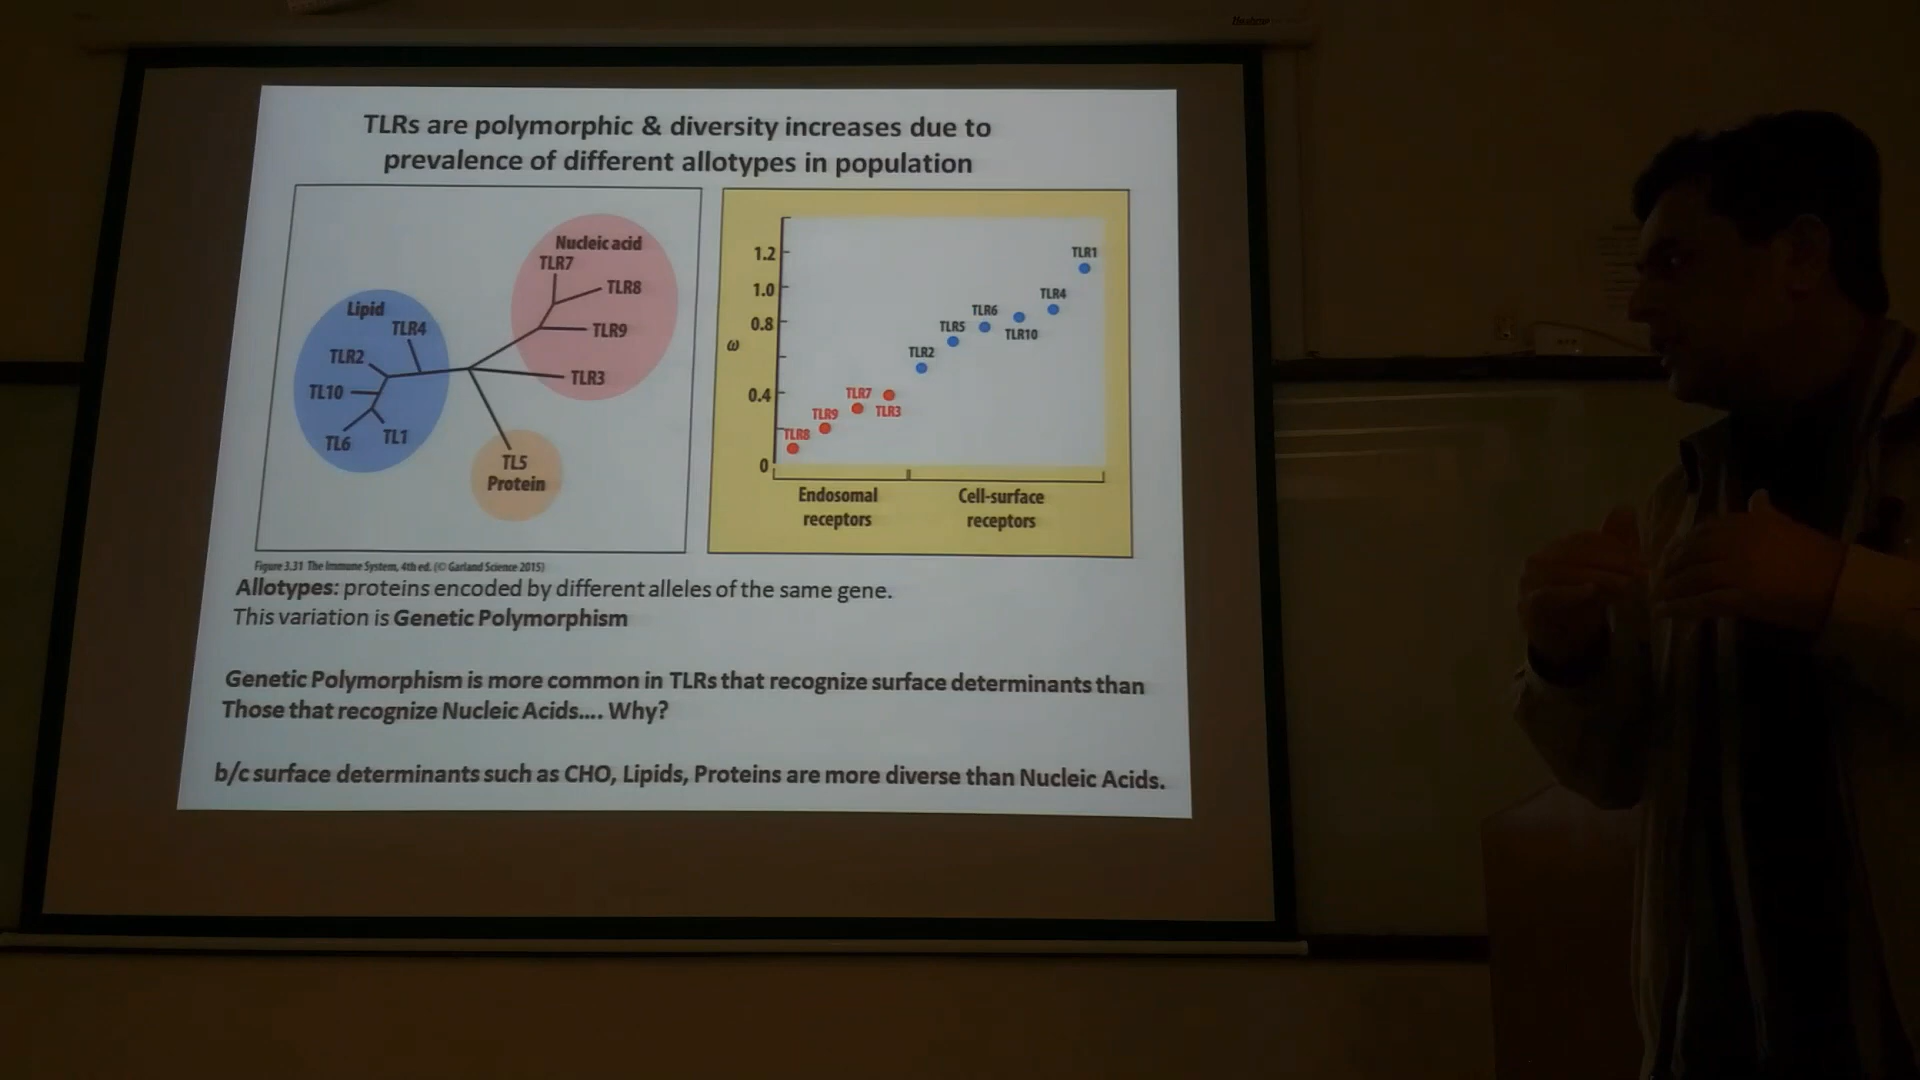 TLRs are polymorphic & diversity increases due to
prevalence of different allotypes in population
Nucleic acid
TLR7
TLR8
TLR9
TLR3
Lipid
TLR4
TLR2
TL10
TL6
TL1
TL5
Protein
1.2
1.0
0.8
0.4
0
ω
TLR8
TLR9
TLR7
TLR3
TLR2
TLR5
TLR6
TLR10
TLR4
TLR1
Endosomal
receptors
Cell-surface
receptors
Figure 3.31 The Immune System, 4th ed. (© Garland Science 2015)
Allotypes: proteins encoded by different alleles of the same gene.
This variation is Genetic Polymorphism
Genetic Polymorphism is more common in TLRs that recognize surface determinants than
Those that recognize Nucleic Acids.... Why?
b/c surface determinants such as CHO, Lipids, Proteins are more diverse than Nucleic Acids.